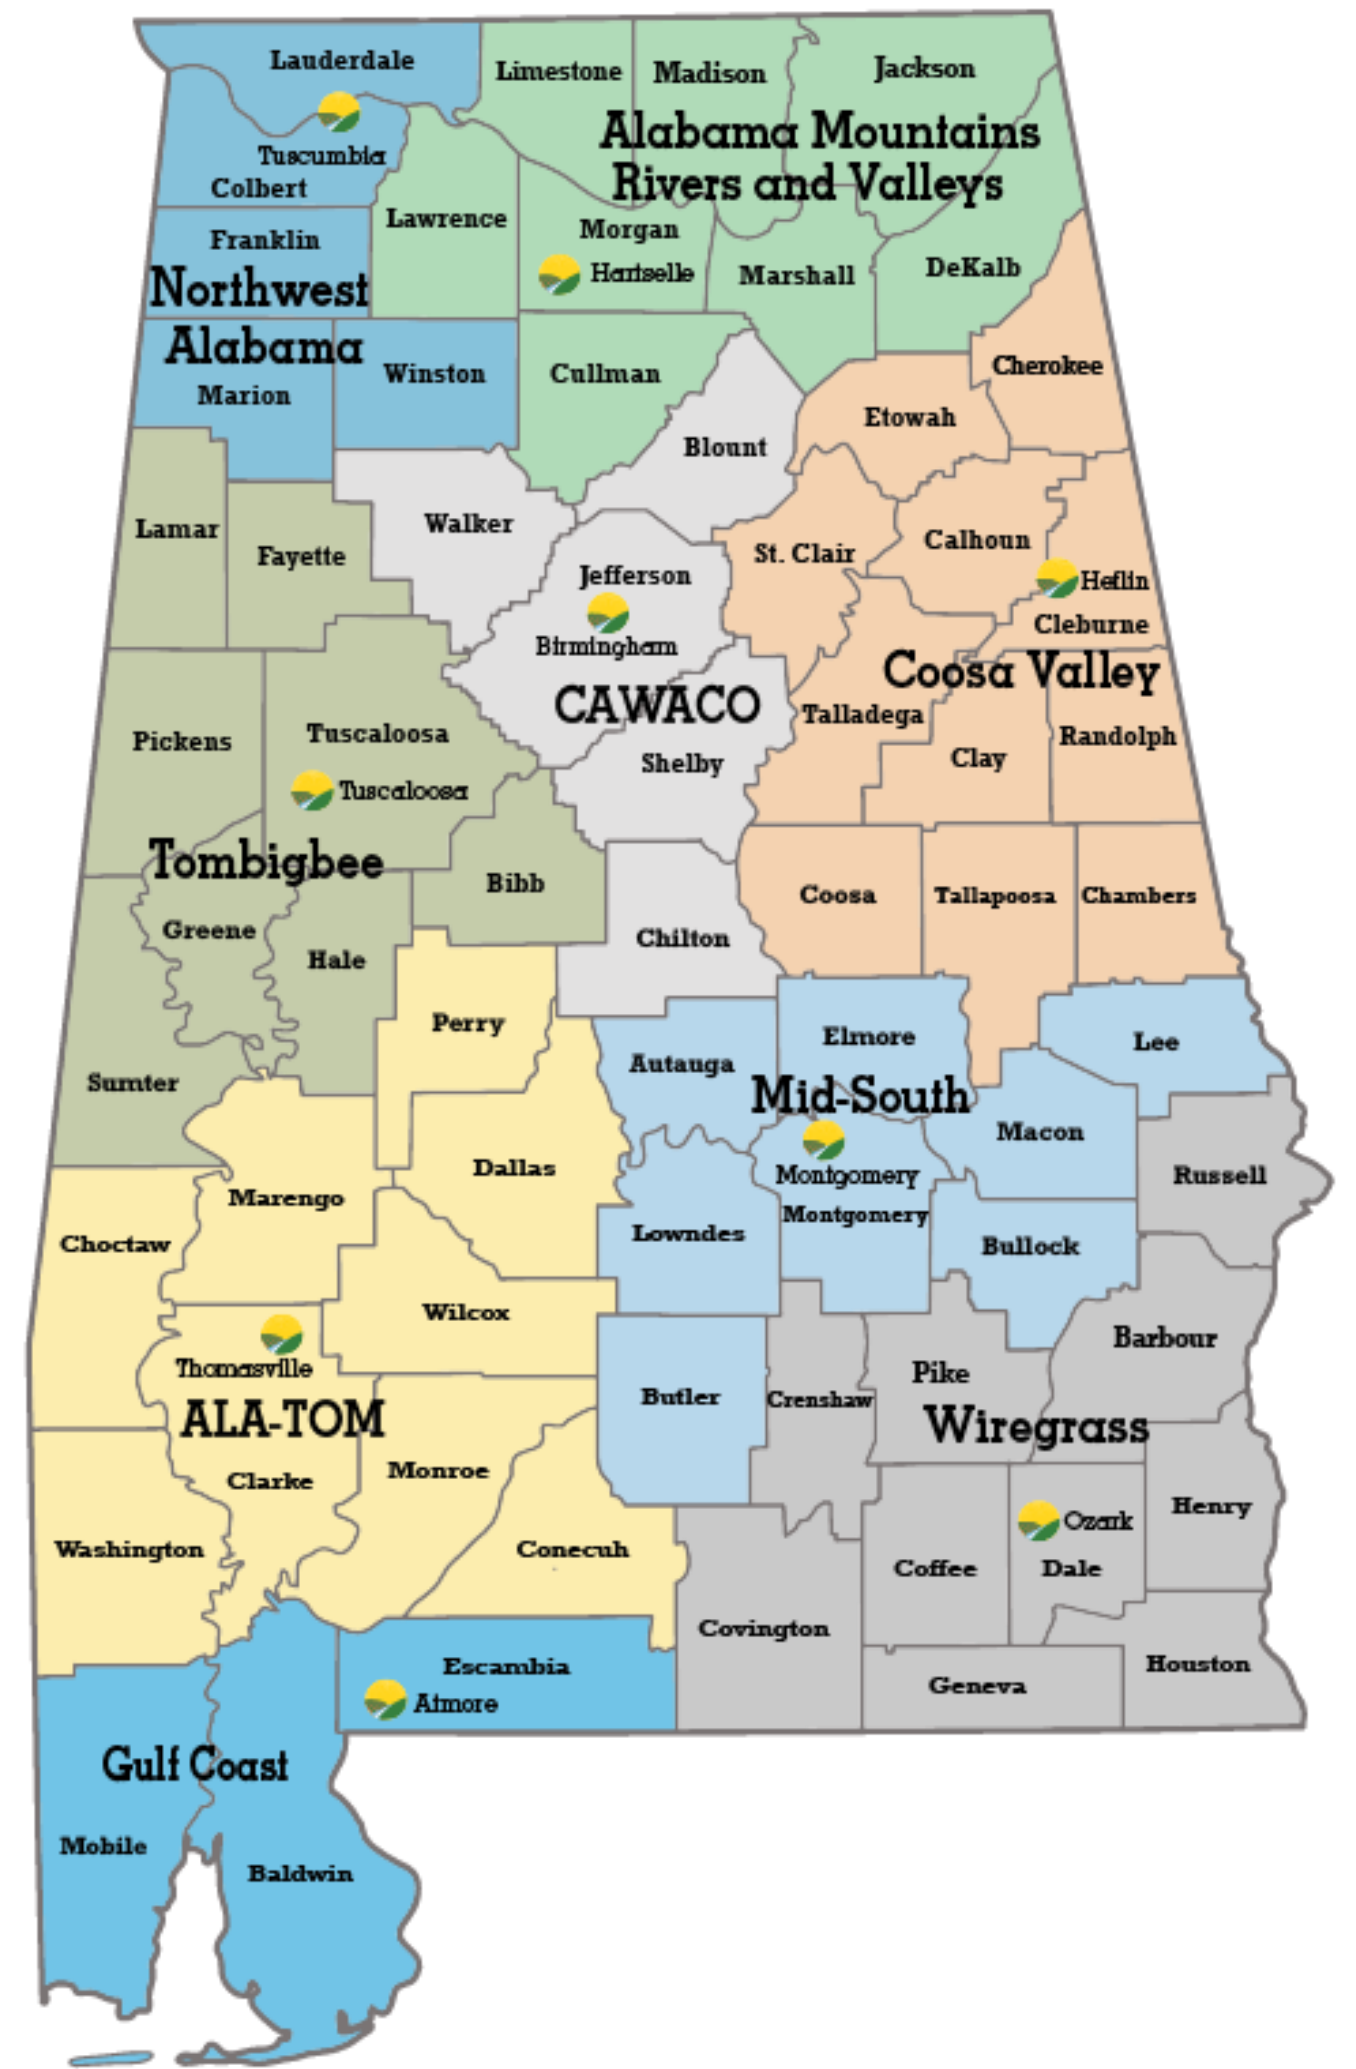 Lauderdale
Limestone
Madison
Jackson
Alabama Mountains
Rivers and Valleys
Tuscumbia
Colbert
Lawrence
Morgan
Franklin
Hartselle
Marshall
DeKalb
Northwest
Alabama
Marion
Winston
Cullman
Cherokee
Etowah
Blount
Lamar
Fayette
Walker
Jefferson
St. Clair
Calhoun
Heflin
Cleburne
Birmingham
Coosa Valley
CAWACO
Talladega
Pickens
Tuscaloosa
Tuscaloosa
Shelby
Clay
Randolph
Tombigbee
Bibb
Coosa
Tallapoosa
Chambers
Greene
Hale
Chilton
Perry
Elmore
Lee
Autauga
Sumter
Mid-South
Macon
Dallas
Montgomery
Russell
Marengo
Montgomery
Lowndes
Choctaw
Bullock
Wilcox
Barbour
Thomasville
Butler
Crenshaw
Pike
ALA-TOM
Wiregrass
Clarke
Monroe
Henry
Washington
Conecuh
Ozark
Coffee
Dale
Covington
Escambia
Houston
Geneva
Atmore
Gulf Coast
Mobile
Baldwin